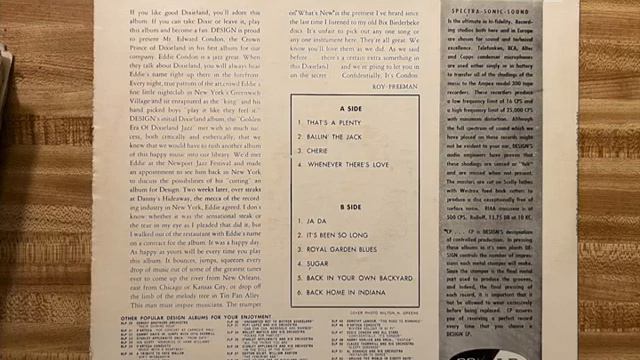 If you like good Dixieland, you'll adore this
album. If you can take Dixie or leave it, play
this album and become a fan. DESIGN is proud
to present Mr. Edward Condon, the Crown
Prince of Dixieland in his first album for our
company. Eddie Condon is a jazz great. When
they talk about Dixieland, you will always hear
Eddie's name right up there in the forefront.
Every night, true patrons of the art crowd Eddie's
fine little nightclub in New York's Greenwich
Village and sit enraptured as the "king" and his
hand picked boys "play it like they feel it."
DESIGN's initial Dixieland album, the "Golden
Era Of Dixieland Jazz" met with so much suc-
cess, both critically and esthetically, that we
knew that we would have to rush another album
of this happy music into our library. We'd met
Eddie at the Newport Jazz Festival and made
an appointment to see him back in New York
to discuss the possibilities of his "cutting" an
album for Design. Two weeks later, over steaks
at Danny's Hideaway, the mecca of the record-
ing industry in New York, Eddie agreed. I don't
know whether it was the sensational steak or
the tear in my eye as I pleaded that did it, but
I walked out of the restaurant with Eddie's name
on a contract for the album. It was a happy day.
As happy as yours will be every time you play
this album. It bounces, jumps, squeezes every
drop of music out of some of the greatest tunes
ever to come up the river from New Orleans,
east from Chicago or Kansas City, or drop off
the limb of the melody tree in Tin Pan Alley.
This man must inspire musicians. The trumpet
on "What's New" is the prettiest I've heard since
the last time I listened to my old Bix Beiderbeke
discs. It's unfair to pick out any one song or
any one instrument here. They're all great. We
know you'll love them as we did. As we said
before . . . there's a certain extra something in
this Dixieland . . . and we're going to let you in
on the secret . . . Confidentially, It's Condon.
ROY FREEMAN
A SIDE
1. THAT'S A PLENTY
2. BALLIN' THE JACK
3. CHERIE
4. WHENEVER THERE'S LOVE
B SIDE
1. JA DA
2. IT'S BEEN SO LONG
3. ROYAL GARDEN BLUES
4. SUGAR
5. BACK IN YOUR OWN BACKYARD
6. BACK HOME IN INDIANA
COVER PHOTO MILTON H. GREENE
OTHER POPULAR DESIGN ALBUMS FOR YOUR ENJOYMENT
SPECTRA-SONIC-SOUND
is the ultimate in hi-fidelity. Record-
ing studios both here and in Europe
are chosen for sound and technical
excellence. Telefunken, RCA, Altec
and Capps condenser microphones
are used either singly or in battery
to transfer all of the shadings of the
music to the Ampex model 300 tape
recorders. These recorders produce
a low frequency limit of 16 CPS and
a high frequency limit of 25,000 CPS
with maximum distortion. Although
the full spectrum of sound which we
have placed on these records might
not be evident to your ear, DESIGN'S
audio engineers have proven that
these shadings are sensed or "felt"
and are missed when not present.
The masters are cut on Scully lathes
with Westrex feed back cutters to
produce a disc exceptionally free of
surface noise. RIAA crossover is at
500 CPS. Rolloff, 13.75 DB at 10 KC.
CP is DESIGN'S designation
of controlled production. In pressing
these albums in it's own plants DE-
SIGN controls the number of impres-
sions each metal stamper will make.
Since the stamper is the final metal
part used to produce the grooves,
and indeed, the final pressing of
each record, it is important that it
not be allowed to wear excessively
before being replaced. CP assures
you of receiving a perfect record
every time that you choose a
DESIGN LP.